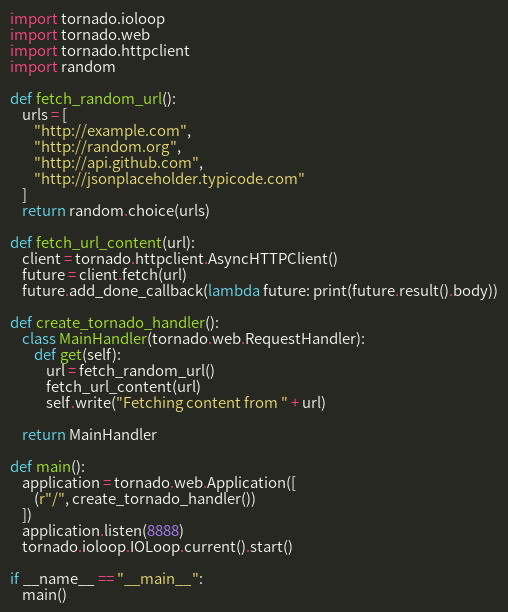 import tornado.ioloop
import tornado.web
import tornado.httpclient
import random

def fetch_random_url():
    urls = [
        "http://example.com",
        "http://random.org",
        "http://api.github.com",
        "http://jsonplaceholder.typicode.com"
    ]
    return random.choice(urls)

def fetch_url_content(url):
    client = tornado.httpclient.AsyncHTTPClient()
    future = client.fetch(url)
    future.add_done_callback(lambda future: print(future.result().body))

def create_tornado_handler():
    class MainHandler(tornado.web.RequestHandler):
        def get(self):
            url = fetch_random_url()
            fetch_url_content(url)
            self.write("Fetching content from " + url)

    return MainHandler

def main():
    application = tornado.web.Application([
        (r"/", create_tornado_handler())
    ])
    application.listen(8888)
    tornado.ioloop.IOLoop.current().start()

if __name__ == "__main__":
    main()